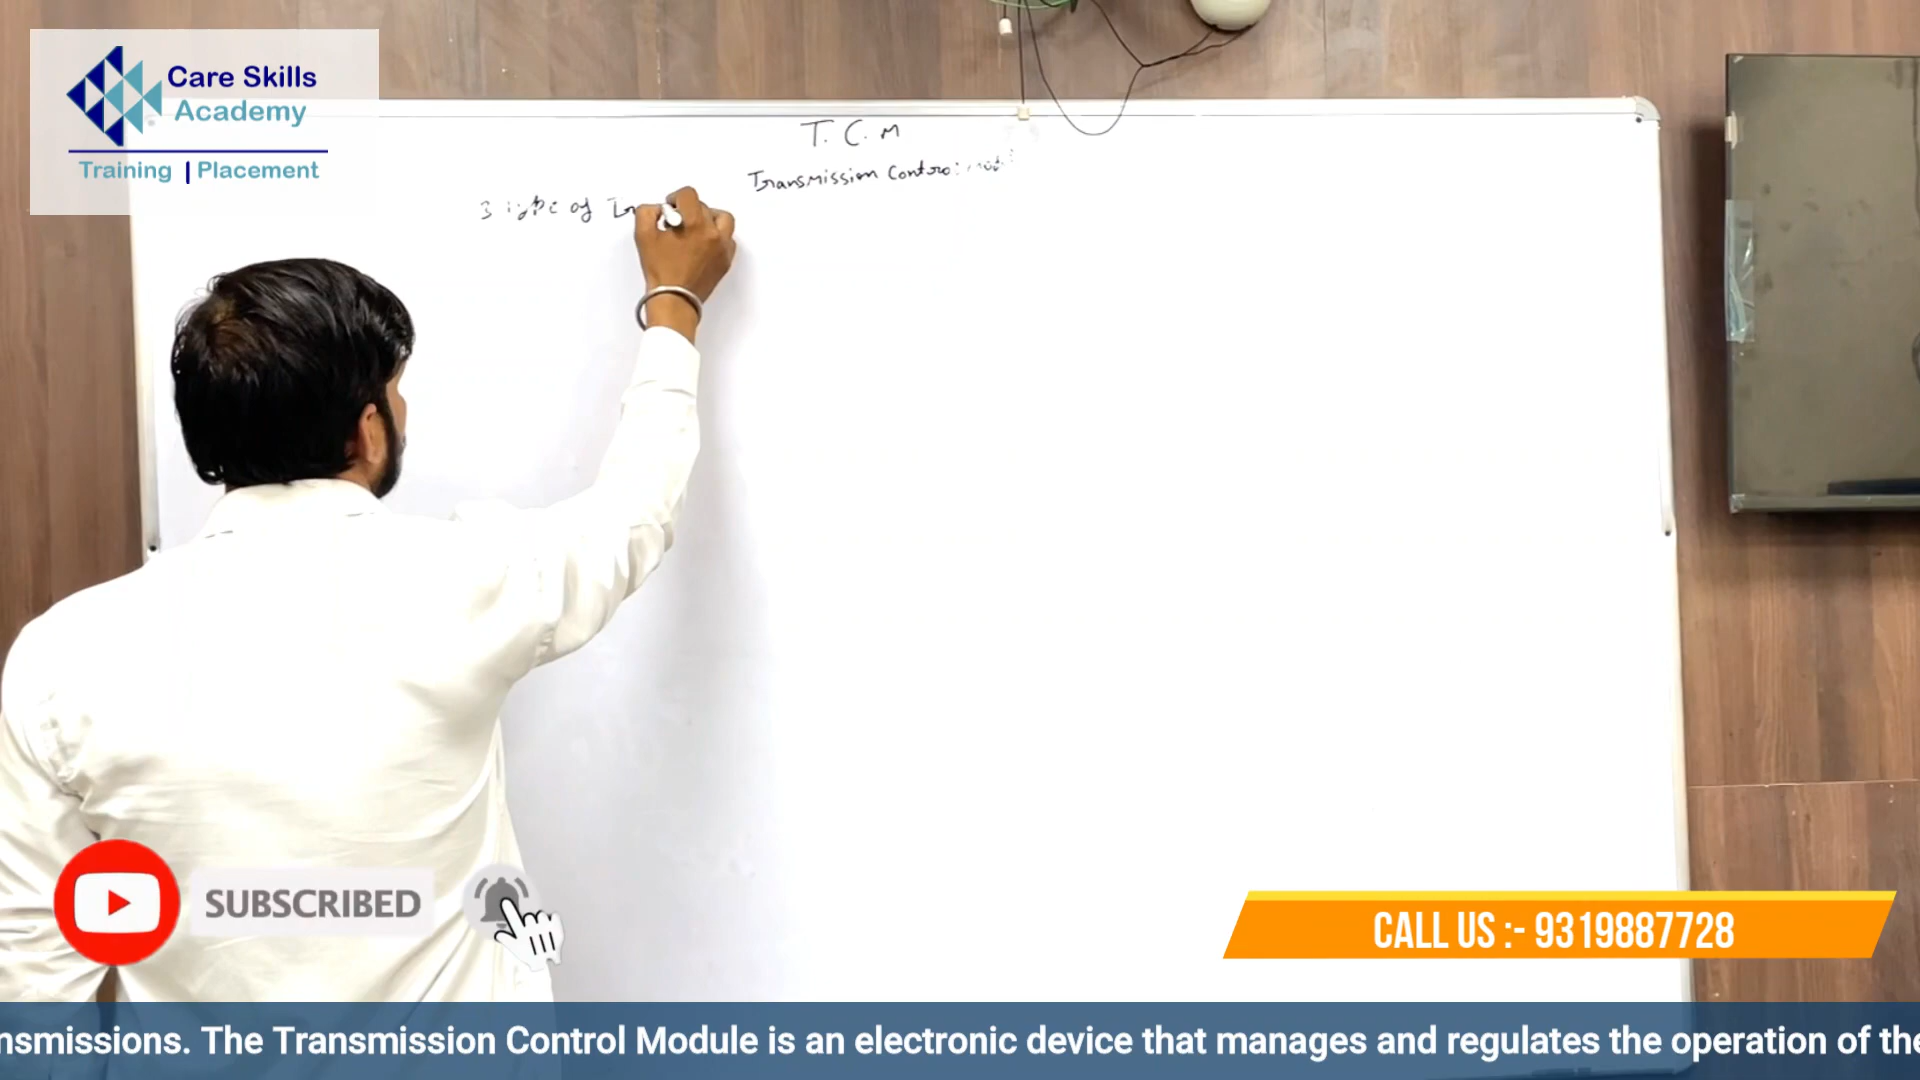 Care Skills
Academy
Training | Placement
T. C. M
Transmission Control
3 type of
SUBSCRIBED
CALL US :- 9319887728
nsmissions. The Transmission Control Module is an electronic device that manages and regulates the operation of the